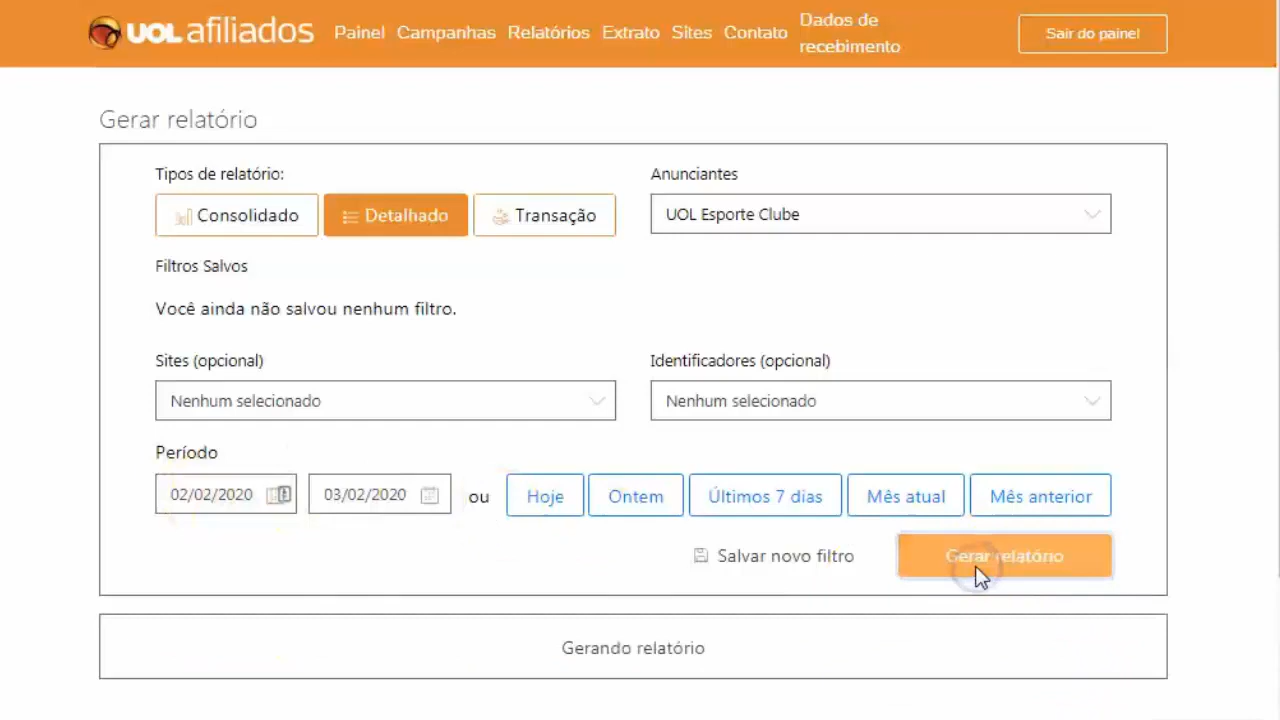 UOL afiliados
Painel Campanhas Relatórios Extrato Sites Contato Dados de recebimento Sair do painel
Gerar relatório
Tipos de relatório: Anunciantes
Consolidado Detalhado Transação UOL Esporte Clube
Filtros Salvos
Você ainda não salvou nenhum filtro.
Sites (opcional) Identificadores (opcional)
Nenhum selecionado Nenhum selecionado
Período
02/02/2020 03/02/2020 ou Hoje Ontem Últimos 7 dias Mês atual Mês anterior
Salvar novo filtro Gerar relatório
Gerando relatório